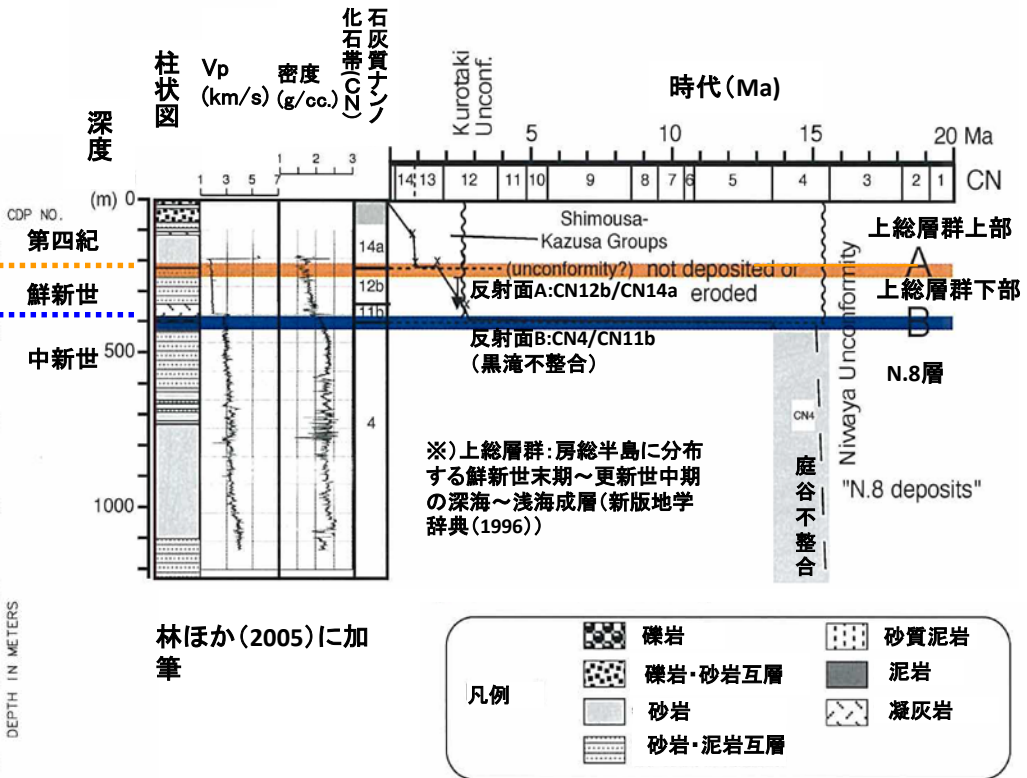 柱状図
Vp
(km/s)
密度
(g/cc.)
石灰質ナンノ
化石帯(CN)
Kurotaki
Unconf.
時代(Ma)
深度
(m)
1 3 5 7
1 2 3
5 10 15 20 Ma
14 13 12 11 10 9 8 7 6 5 4 3 2 1 CN
0
CDP NO.
第四紀
鮮新世
中新世
500
1000
14a
12b
11b
4
Shimousa-
Kazusa Groups
(unconformity?)
not deposited or
eroded
反射面A:CN12b/CN14a
反射面B:CN4/CN11b
(黒滝不整合)
上総層群上部
A
上総層群下部
B
N.8層
Niwaya Unconformity
CN4
庭谷不整合
"N.8 deposits"
※)上総層群:房総半島に分布
する鮮新世末期~更新世中期
の深海~浅海成層(新版地学
辞典(1996))
DEPTH IN METERS
林ほか(2005)に加
筆
凡例
礫岩
礫岩・砂岩互層
砂岩
砂岩・泥岩互層
砂質泥岩
泥岩
凝灰岩